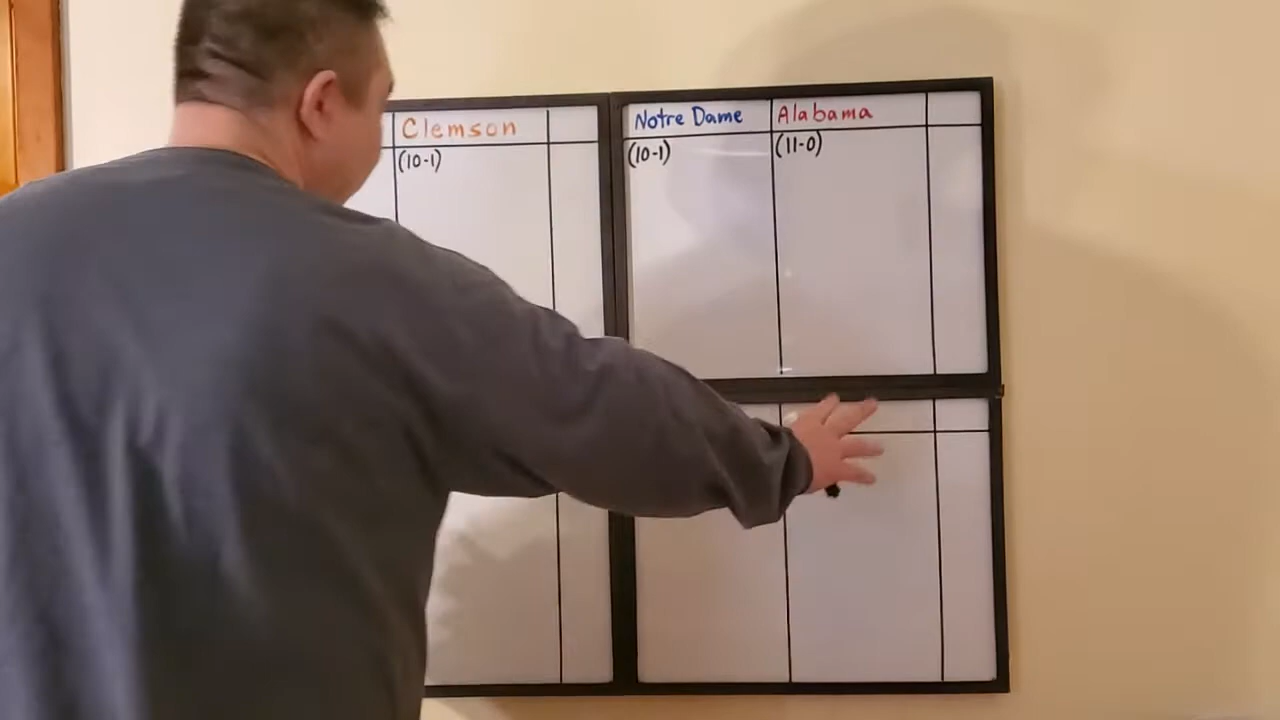 Clemson
(10-1)
Notre Dame
Alabama
(10-1)
(11-0)